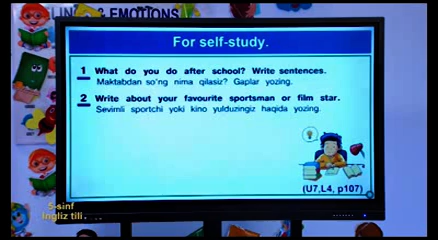 & EMOTIONS
For self-study.
1 What do you do after school? Write sentences.
Maktabdan so'ng nima qilasiz? Gaplar yozing.
2 Write about your favourite sportsman or film star.
Sevimli sportchi yoki kino yulduzingiz haqida yozing.
(U7,L4, p107)
5-sinf
Ingliz tili